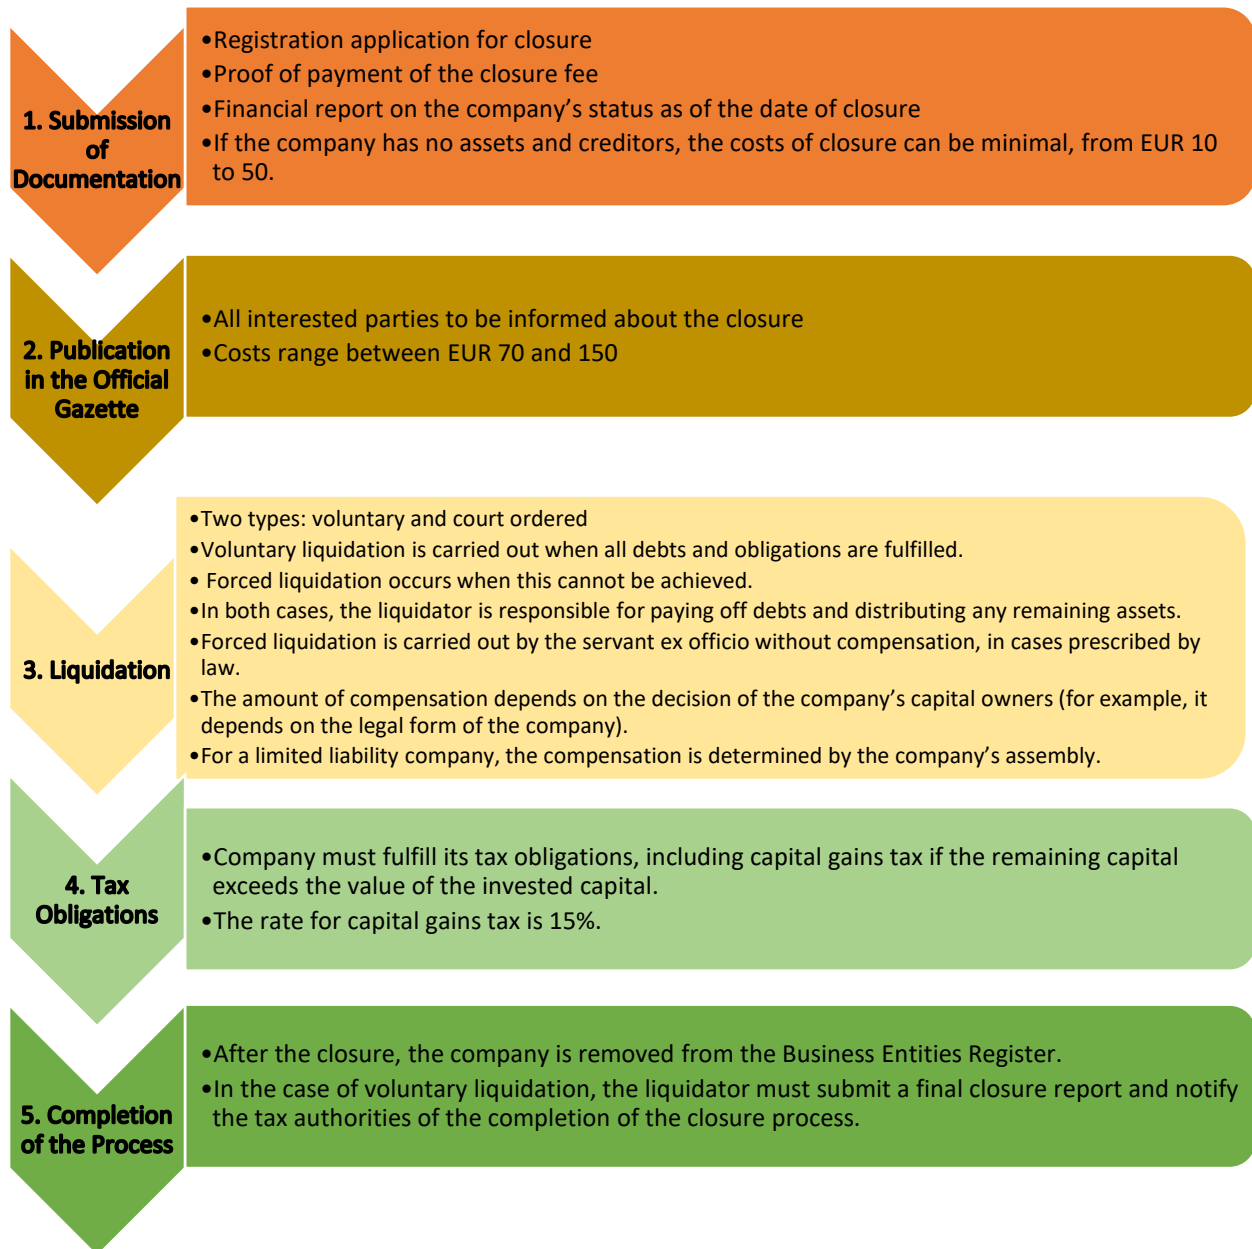 1. Submission
of
Documentation
•Registration application for closure
•Proof of payment of the closure fee
•Financial report on the company’s status as of the date of closure
•If the company has no assets and creditors, the costs of closure can be minimal, from EUR 10
to 50.
2. Publication
in the Official
Gazette
•All interested parties to be informed about the closure
•Costs range between EUR 70 and 150
3. Liquidation
•Two types: voluntary and court ordered
•Voluntary liquidation is carried out when all debts and obligations are fulfilled.
• Forced liquidation occurs when this cannot be achieved.
•In both cases, the liquidator is responsible for paying off debts and distributing any remaining assets.
•Forced liquidation is carried out by the servant ex officio without compensation, in cases prescribed by
law.
•The amount of compensation depends on the decision of the company’s capital owners (for example, it
depends on the legal form of the company).
•For a limited liability company, the compensation is determined by the company’s assembly.
4. Tax
Obligations
•Company must fulfill its tax obligations, including capital gains tax if the remaining capital
exceeds the value of the invested capital.
•The rate for capital gains tax is 15%.
5. Completion
of the Process
•After the closure, the company is removed from the Business Entities Register.
•In the case of voluntary liquidation, the liquidator must submit a final closure report and notify
the tax authorities of the completion of the closure process.